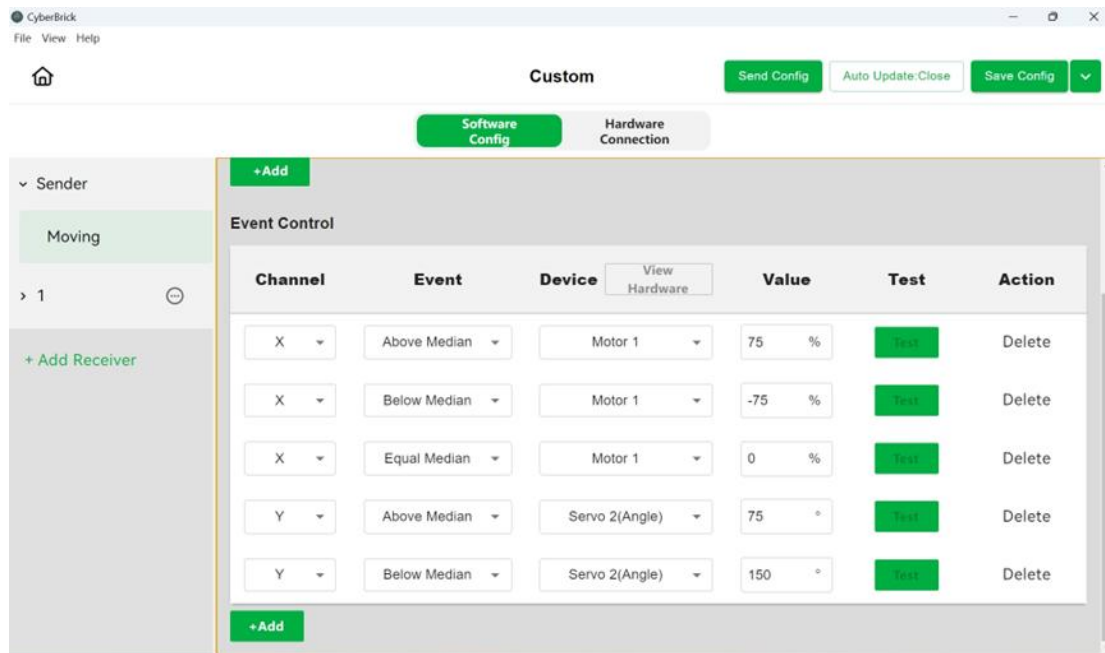 CyberBrick
File View Help
Custom
Send Config
Auto Update:Close
Save Config
Software
Config
Hardware
Connection
Sender
Moving
1
+ Add Receiver
+Add
Event Control
Channel Event Device View Hardware Value Test Action
X Above Median Motor 1 75 % Test Delete
X Below Median Motor 1 -75 % Test Delete
X Equal Median Motor 1 0 % Test Delete
Y Above Median Servo 2(Angle) 75 ° Test Delete
Y Below Median Servo 2(Angle) 150 ° Test Delete
+Add